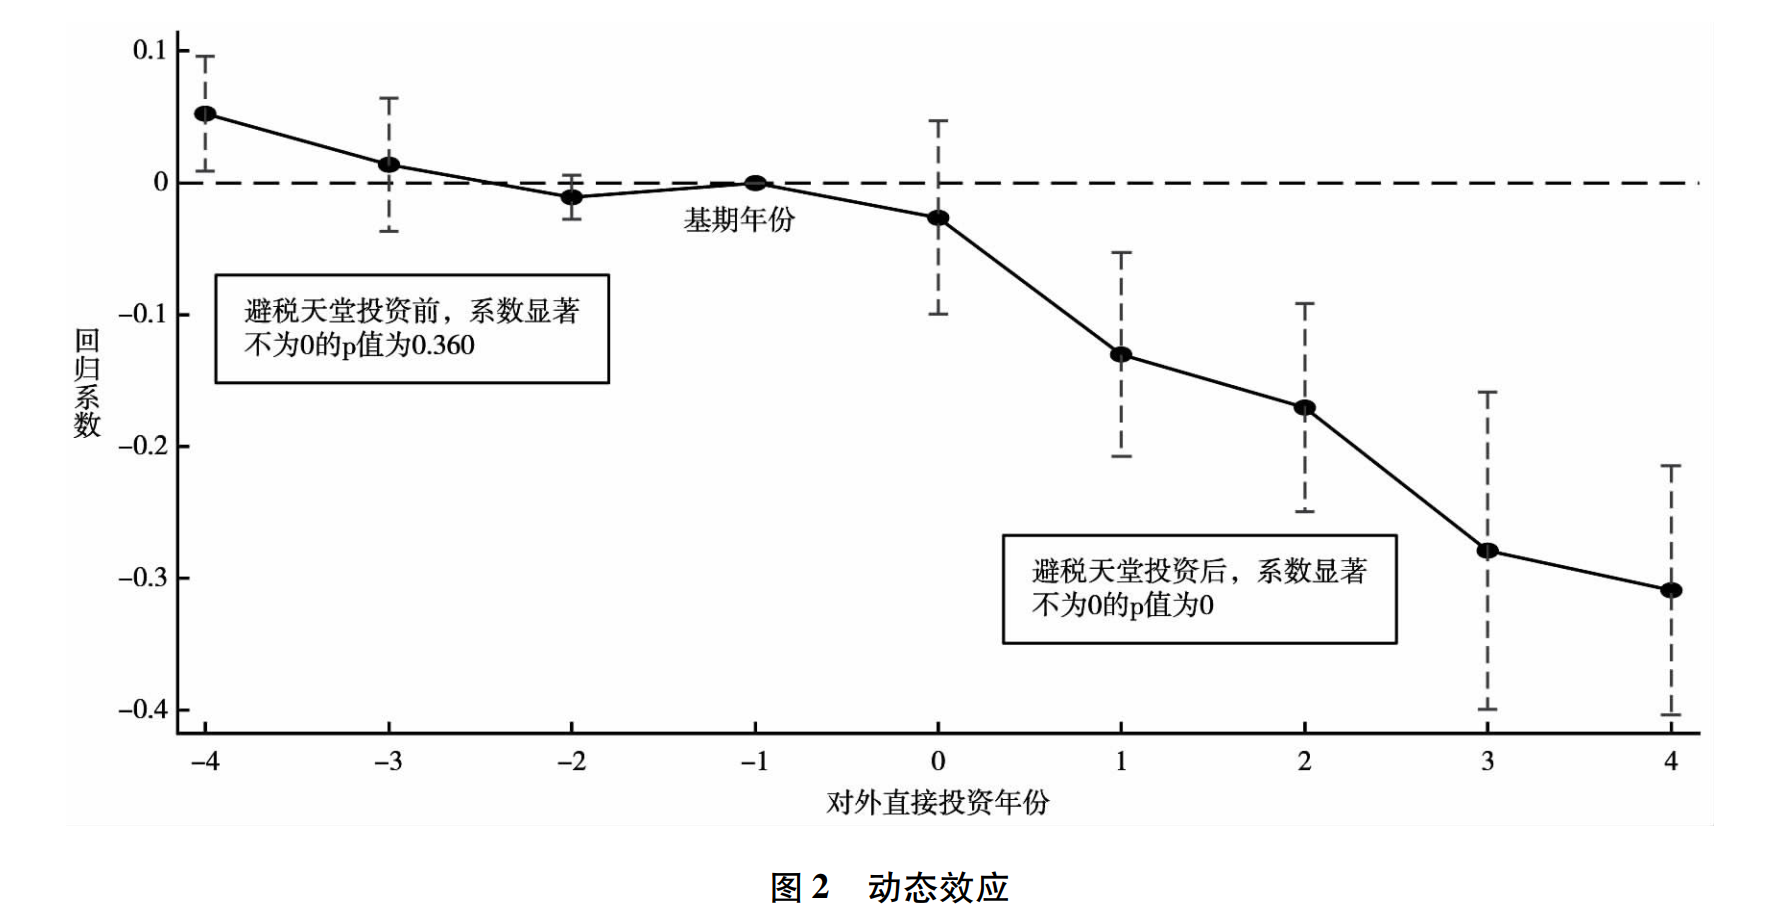 0.1
0
−0.1
−0.2
−0.3
−0.4
回归系数
基期年份
避税天堂投资前，系数显著
不为0的p值为0.360
避税天堂投资后，系数显著
不为0的p值为0
−4 −3 −2 −1 0 1 2 3 4
对外直接投资年份
图2 动态效应